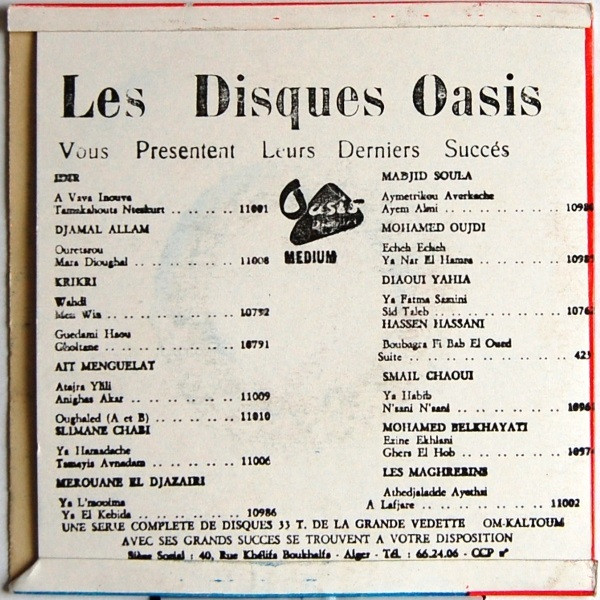 Les Disques Oasis
Vous Presentent Leurs Derniers Succés
IDIR
A Vava Inouva
Tamskahouts Nteskurt .. .. .. .. 11001
DJAMAL ALLAM
Ouretsrou
Mara Dioughal .. .. .. .. .. 11008
KRIKRI
Wahdi
Men Win .. .. .. .. .. .. 10792
Guedami Haou
Gholtane .. .. .. .. .. .. 10791
AIT MENGUELAT
Atajra Ylli
Anighas Akar .. .. .. .. .. 11009
Oughaled (A et B) .. .. .. .. 11010
SLIMANE CHABI
Ya Hamadache
Tamayis Avnadam .. .. .. .. 11006
MEROUANE EL DJAZAIRI
Ya L'mouima
Ya El Kebida .. .. .. .. .. 10986
Oasis
MEDIUM
MADJID SOULA
Aymetrikou Averkache
Ayem Almi .. .. .. .. .. ..
MOHAMED OUJDI
Echch Echch
Ya Nar El Hamra .. .. .. ..
DIAOUI YAHIA
Ya Fatma Samini
Sid Taleb .. .. .. .. .. ..
HASSEN HASSANI
Boubagra Fi Bab El Oued
Suite .. .. .. .. .. .. .. 423
SMAIL CHAOUI
Ya Habib
N'sani N'sani .. .. .. .. ..
MOHAMED BELKHAYATI
Ezine Ekhlani
Ghers El Hob .. .. .. .. ..
LES MAGHREBINS
Athedjaladde Ayathsi
A Lafjare .. .. .. .. .. 11002
UNE SERIE COMPLETE DE DISQUES 33 T. DE LA GRANDE VEDETTE OM-KALTOUM
AVEC SES GRANDS SUCCES SE TROUVENT A VOTRE DISPOSITION
Siège Social : 40, Rue Khélifa Boukhalfa - Alger - Tél. : 66.24.06 - CCP n°